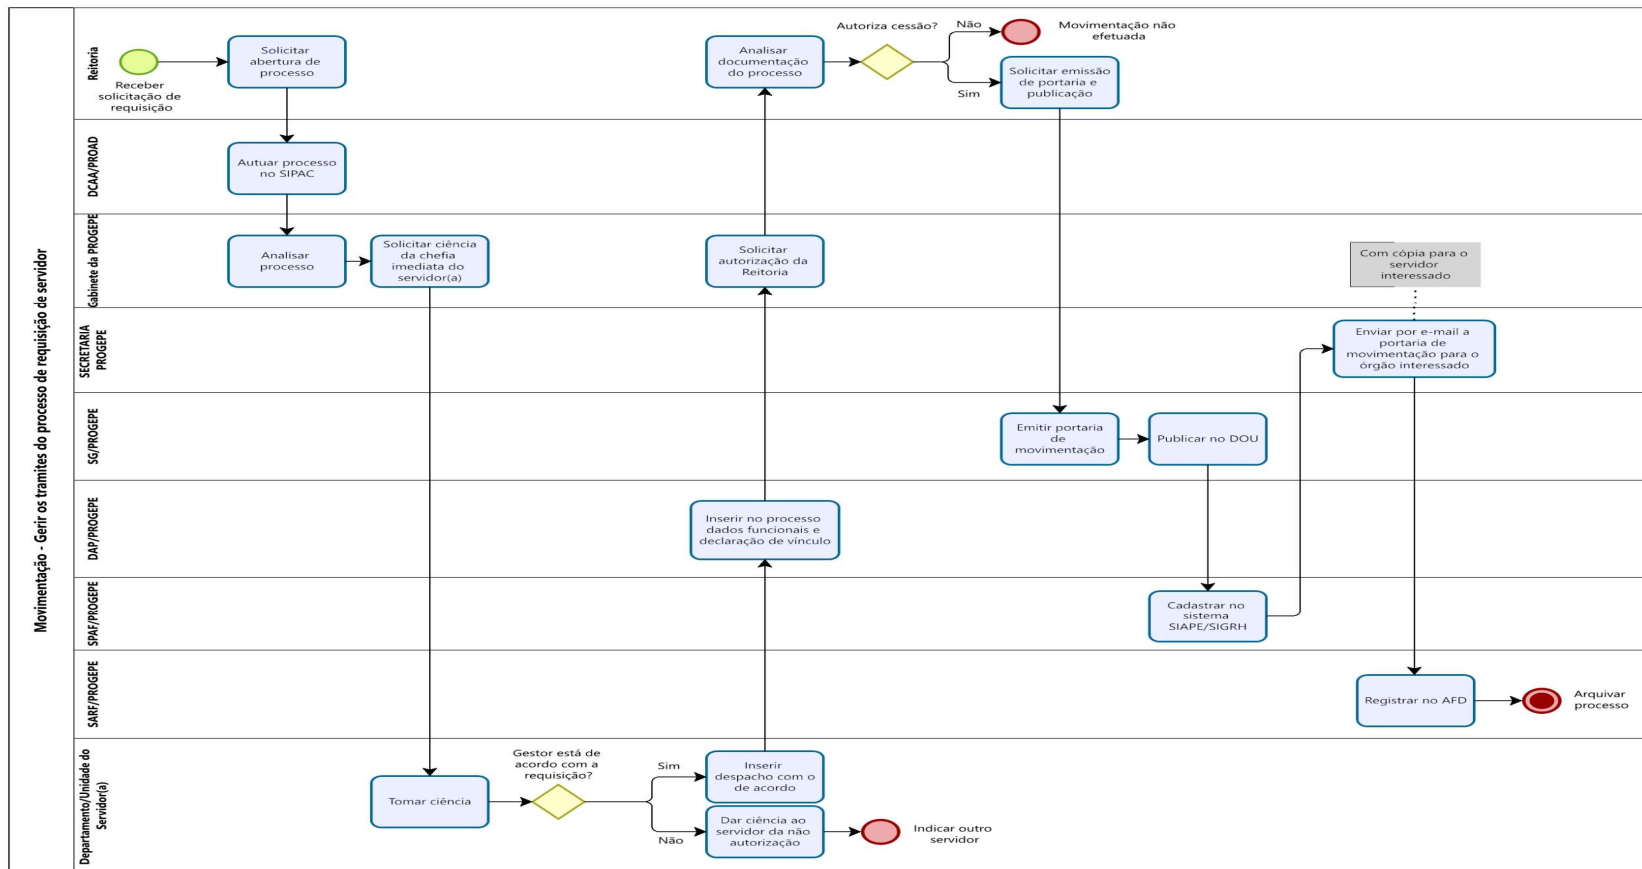 Movimentação - Gerir os tramites do processo de requisição de servidor
Reitoria
Receber
solicitação de
requisição
Solicitar
abertura de
processo
Analisar
documentação
do processo
Autoriza cessão?
Não
Sim
Movimentação não
efetuada
Solicitar emissão
de portaria e
publicação
DCAA/PROAD
Autuar processo
no SIPAC
Gabinete da PROGEPE
Analisar
processo
Solicitar ciência
da chefia
imediata do
servidor(a)
Solicitar
autorização da
Reitoria
Com cópia para o
servidor
interessado
SECRETARIA
PROGEPE
Enviar por e-mail a
portaria de
movimentação para o
órgão interessado
SG/PROGEPE
Emitir portaria
de
movimentação
Publicar no DOU
DAP/PROGEPE
Inserir no processo
dados funcionais e
declaração de vínculo
SPAF/PROGEPE
Cadastrar no
sistema
SIAPE/SIGRH
SARF/PROGEPE
Registrar no AFD
Arquivar
processo
Departamento/Unidade do
Servidor(a)
Tomar ciência
Gestor está de
acordo com a
requisição?
Sim
Não
Inserir
despacho com o
de acordo
Dar ciência ao
servidor da não
autorização
Indicar outro
servidor